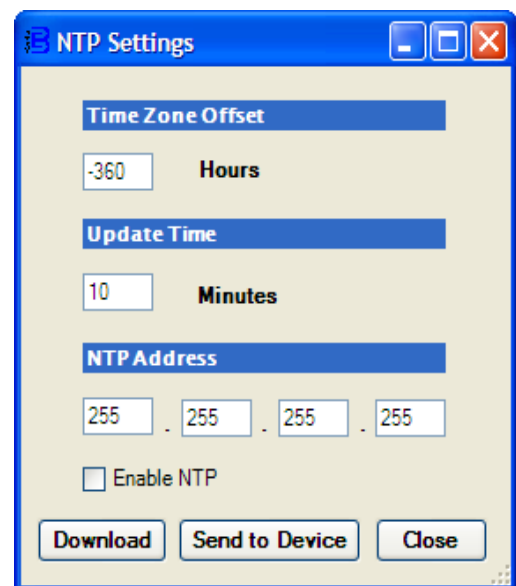 NTP Settings
Time Zone Offset
-360 Hours
Update Time
10 Minutes
NTP Address
255 . 255 . 255 . 255
Enable NTP
Download Send to Device Close